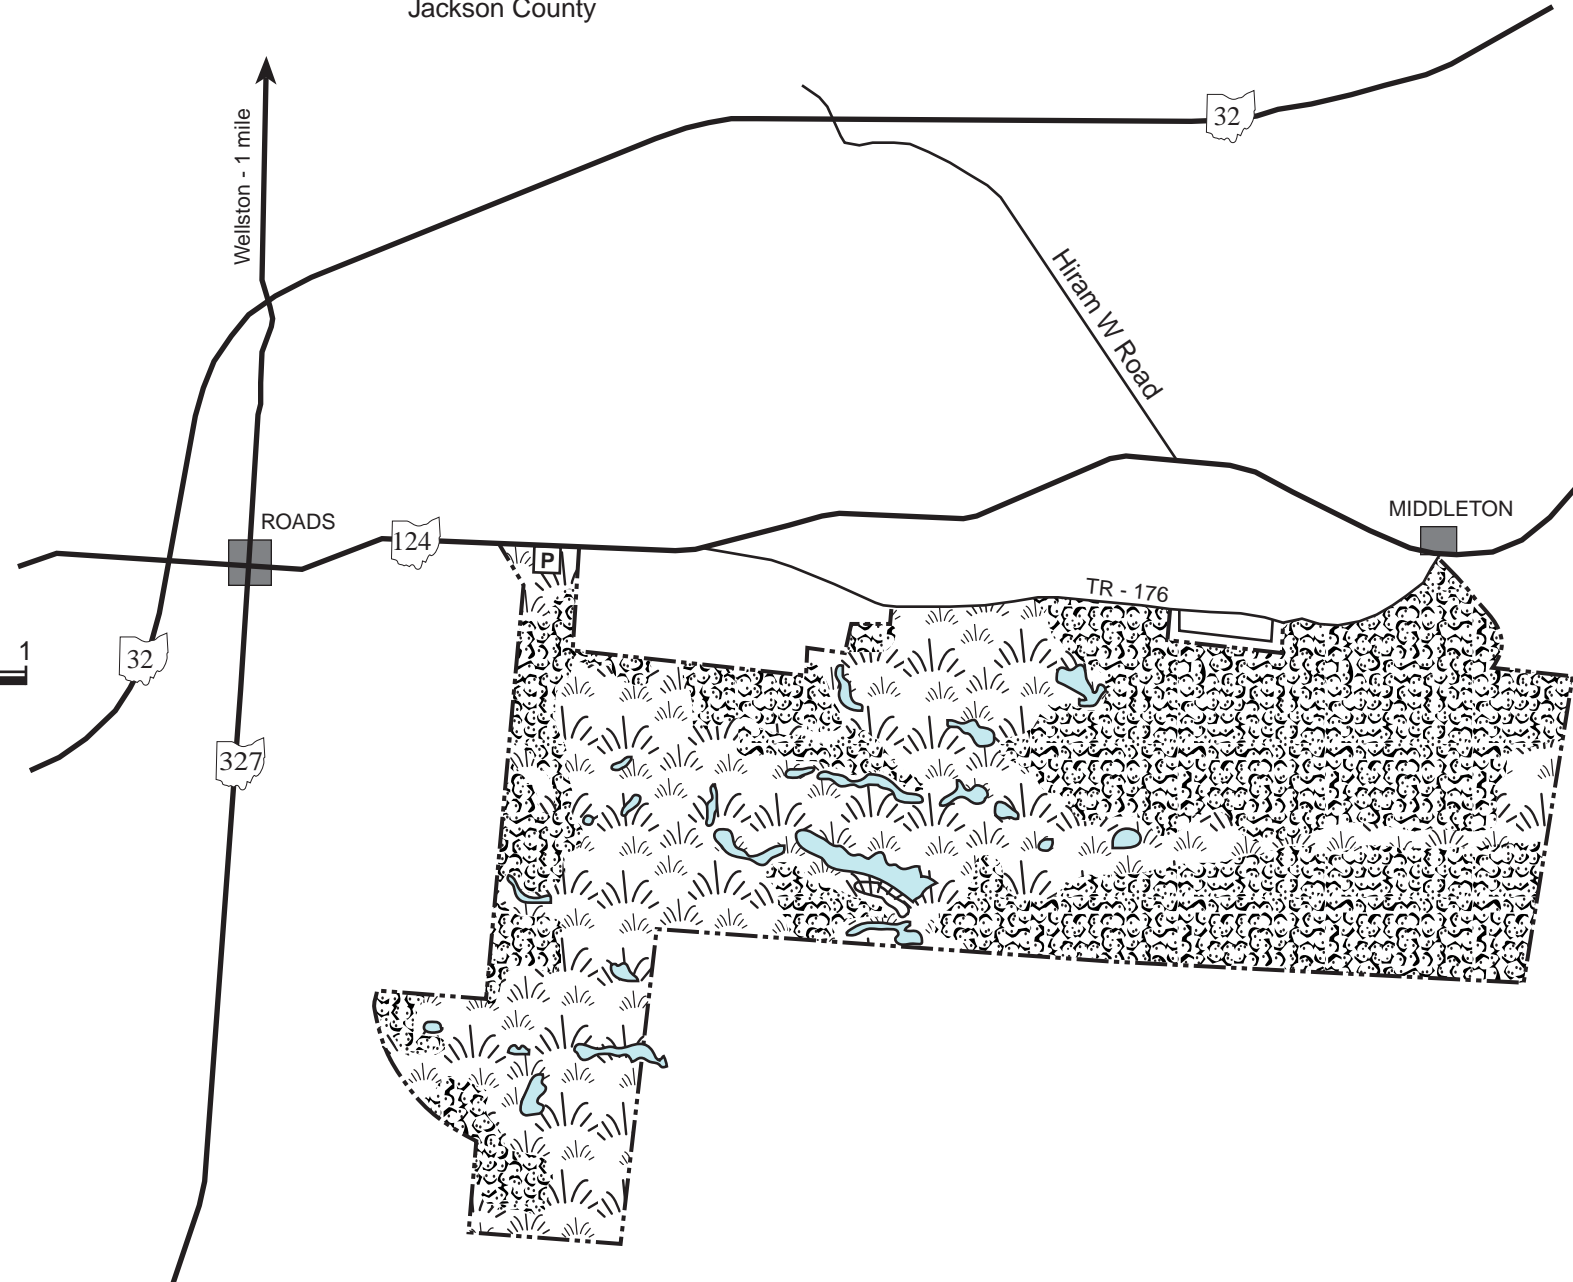 Jackson County
32
Wellston - 1 mile
Hiram W Road
MIDDLETON
ROADS
124
P
TR - 176
1
32
327